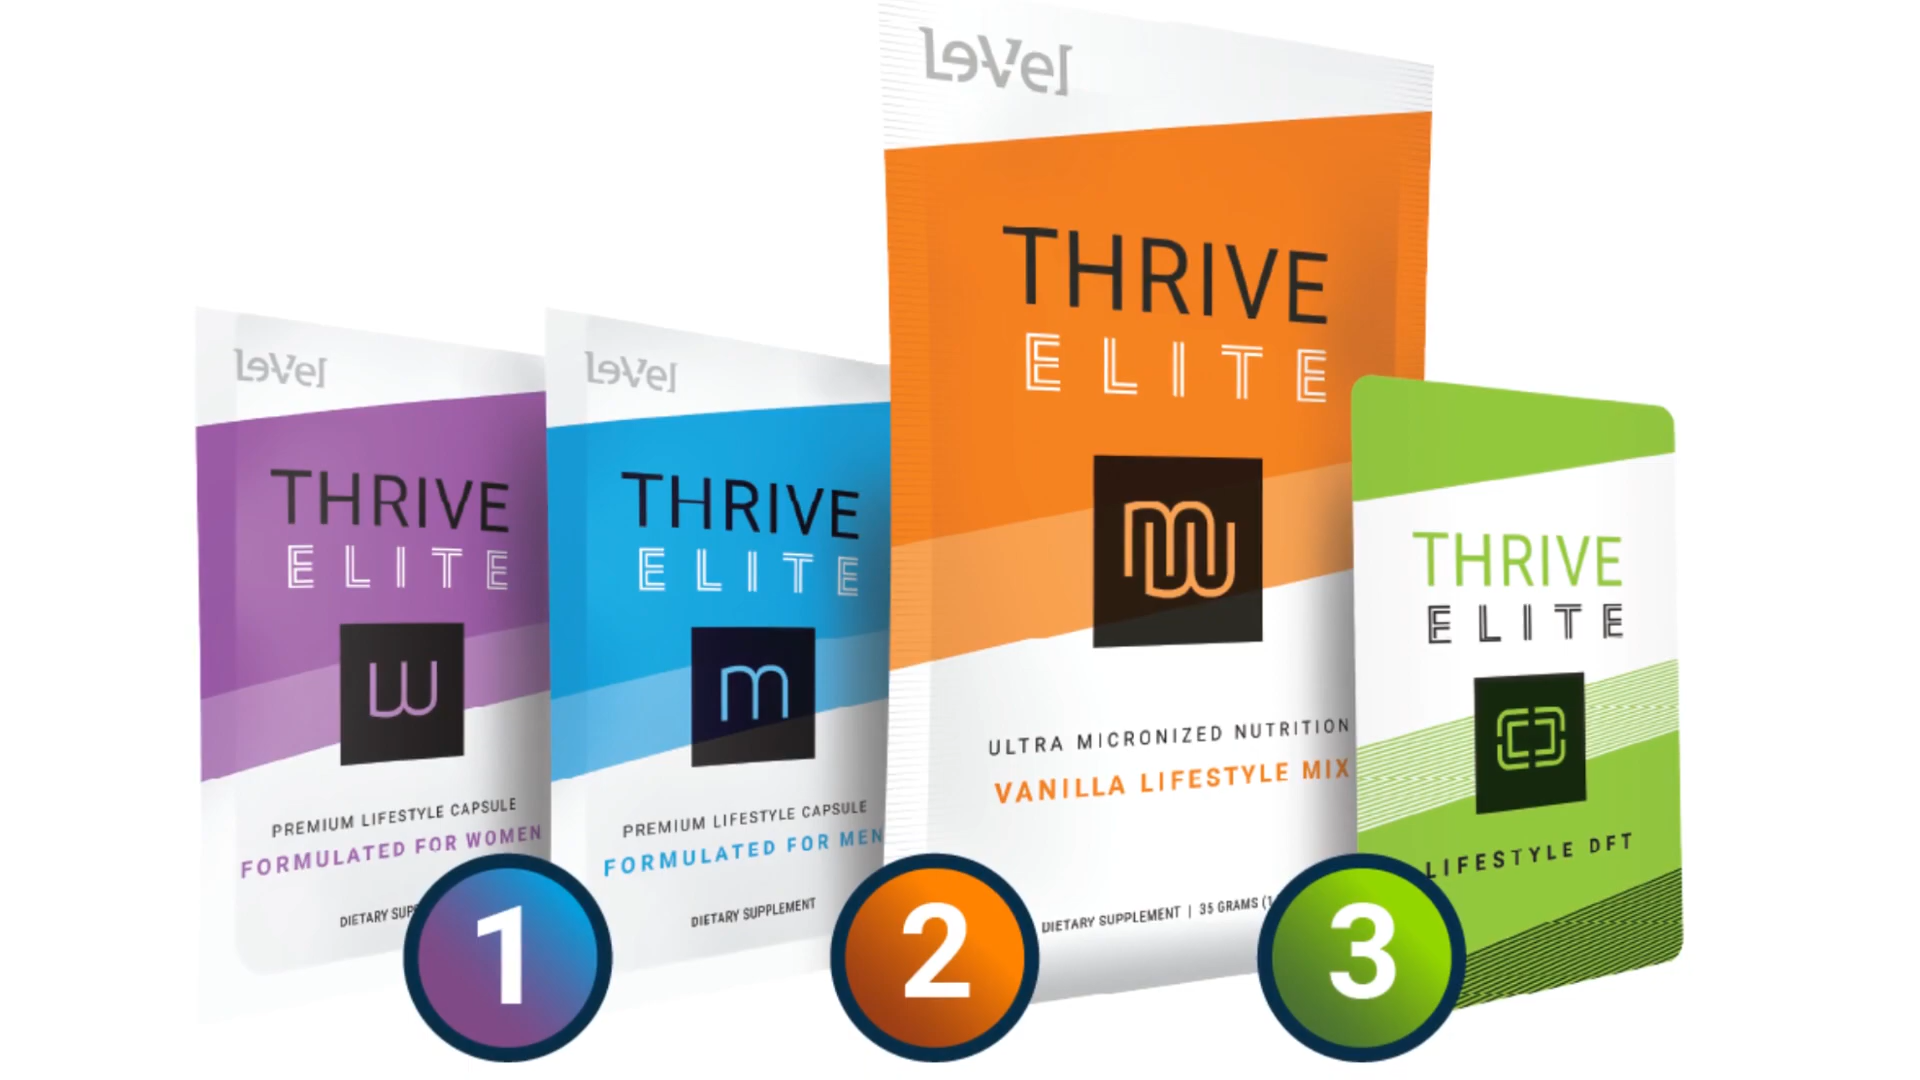 Level
THRIVE
ELITE
W
PREMIUM LIFESTYLE CAPSULE
FORMULATED FOR WOMEN
DIETARY
1
Level
THRIVE
ELITE
m
PREMIUM LIFESTYLE CAPSULE
FORMULATED FOR MEN
DIETARY SUPPLEMENT
Level
THRIVE
ELITE
ULTRA MICRONIZED NUTRITION
VANILLA LIFESTYLE MIX
DIETARY SUPPLEMENT | 35 GRAMS
2
THRIVE
ELITE
LIFESTYLE DFT
3